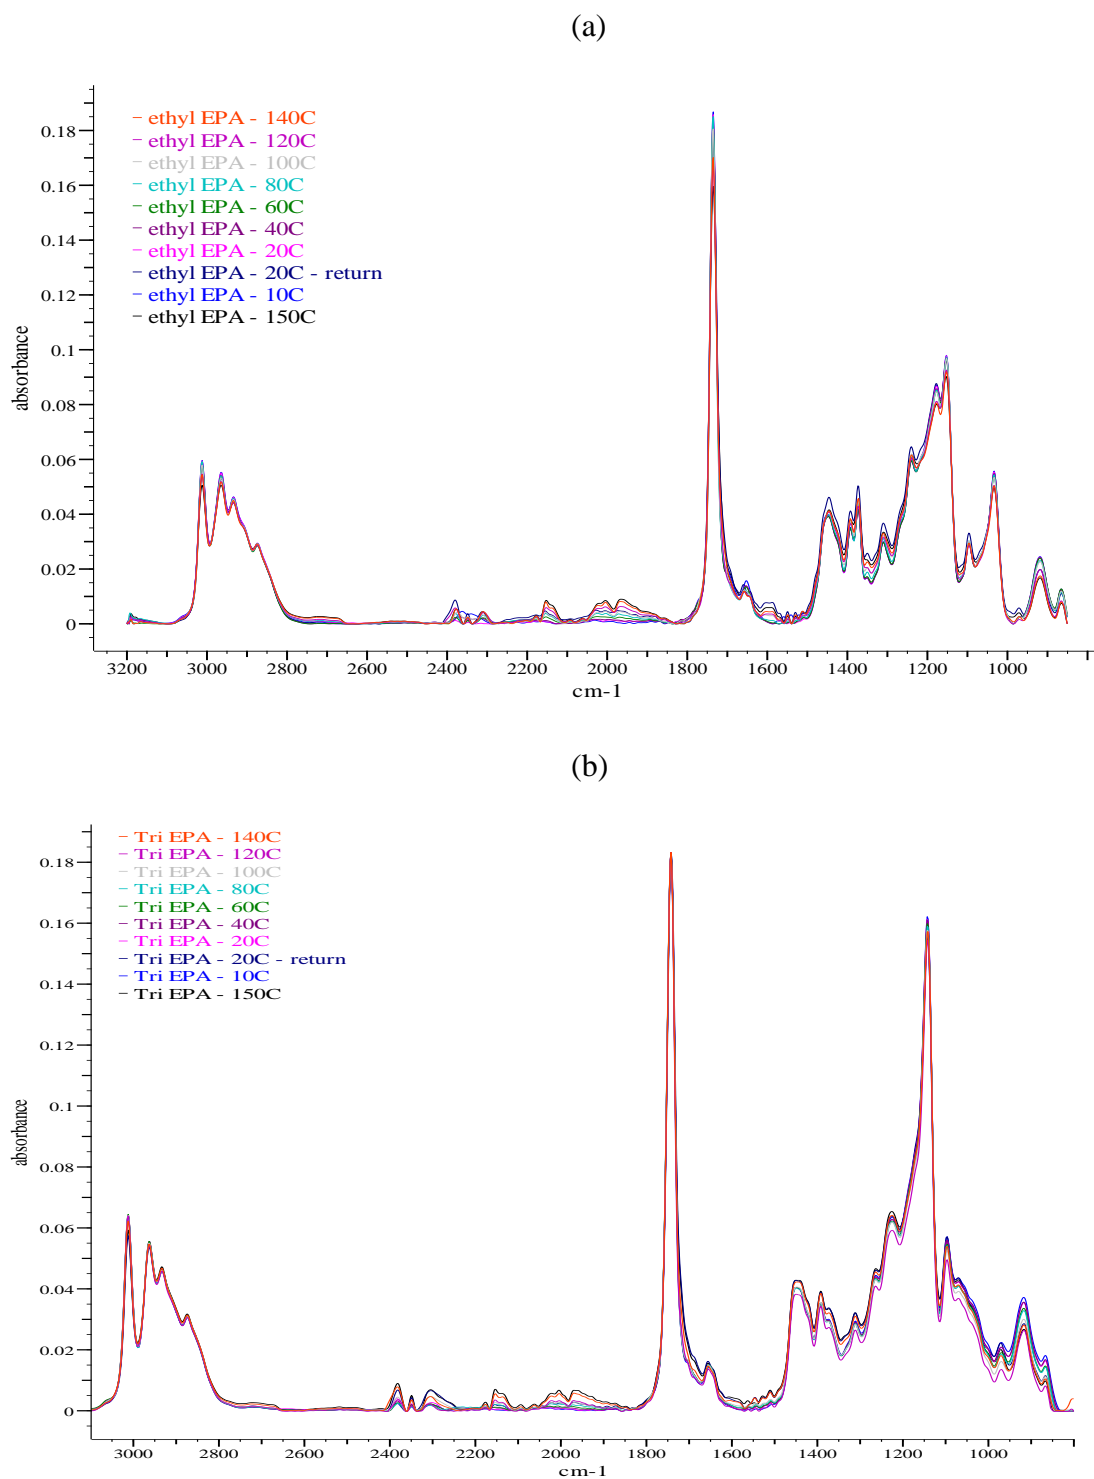 (a)
ethyl EPA - 140C
ethyl EPA - 120C
ethyl EPA - 100C
ethyl EPA - 80C
ethyl EPA - 60C
ethyl EPA - 40C
ethyl EPA - 20C
ethyl EPA - 20C - return
ethyl EPA - 10C
ethyl EPA - 150C
absorbance
0.18
0.16
0.14
0.12
0.1
0.08
0.06
0.04
0.02
0
3200 3000 2800 2600 2400 2200 2000 1800 1600 1400 1200 1000
cm-1
(b)
Tri EPA - 140C
Tri EPA - 120C
Tri EPA - 100C
Tri EPA - 80C
Tri EPA - 60C
Tri EPA - 40C
Tri EPA - 20C
Tri EPA - 20C - return
Tri EPA - 10C
Tri EPA - 150C
absorbance
0.18
0.16
0.14
0.12
0.1
0.08
0.06
0.04
0.02
0
3000 2800 2600 2400 2200 2000 1800 1600 1400 1200 1000
cm-1